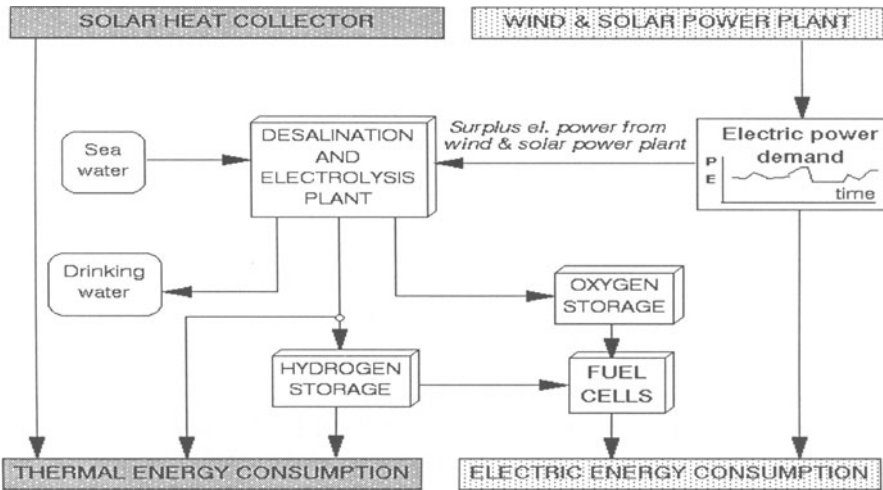 SOLAR HEAT COLLECTOR
WIND & SOLAR POWER PLANT
DESALINATION
AND
ELECTROLYSIS
PLANT
Surplus el. power from
wind & solar power plant
Electric power
demand
P
E
time
Sea
water
Drinking
water
OXYGEN
STORAGE
HYDROGEN
STORAGE
FUEL
CELLS
THERMAL ENERGY CONSUMPTION
ELECTRIC ENERGY CONSUMPTION